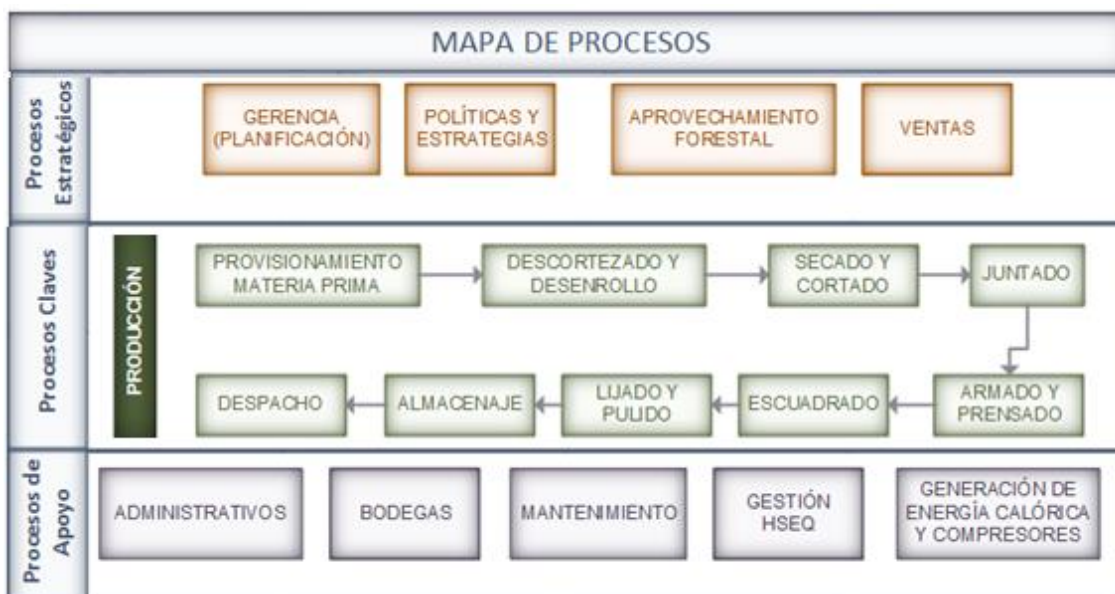 MAPA DE PROCESOS
Procesos
Estratégicos
GERENCIA
(PLANIFICACIÓN)
POLÍTICAS Y
ESTRATEGIAS
APROVECHAMIENTO
FORESTAL
VENTAS
Procesos Claves
PRODUCCIÓN
PROVISIONAMIENTO
MATERIA PRIMA
DESCORTEZADO Y
DESENROLLO
SECADO Y
CORTADO
JUNTADO
DESPACHO
ALMACENAJE
LIJADO Y
PULIDO
ESCUADRADO
ARMADO Y
PRENSADO
Procesos de
Apoyo
ADMINISTRATIVOS
BODEGAS
MANTENIMIENTO
GESTIÓN
HSEQ
GENERACIÓN DE
ENERGÍA CALÓRICA
Y COMPRESORES